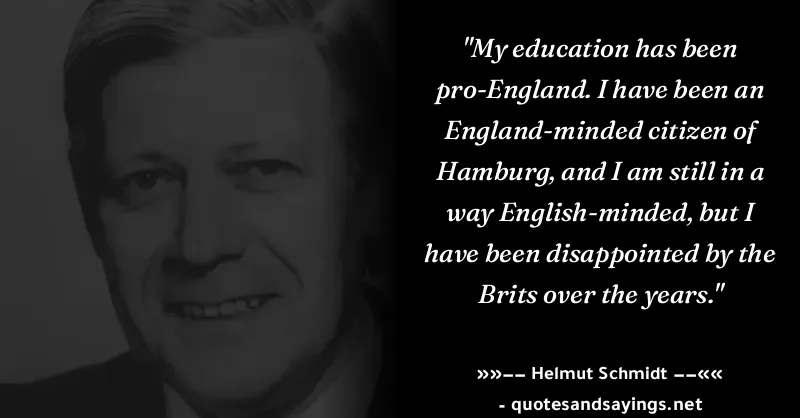 "My education has been
pro-England. I have been an
England-minded citizen of
Hamburg, and I am still in a
way English-minded, but I
have been disappointed by the
Brits over the years."
»»–– Helmut Schmidt ––««
- quotesandsayings.net